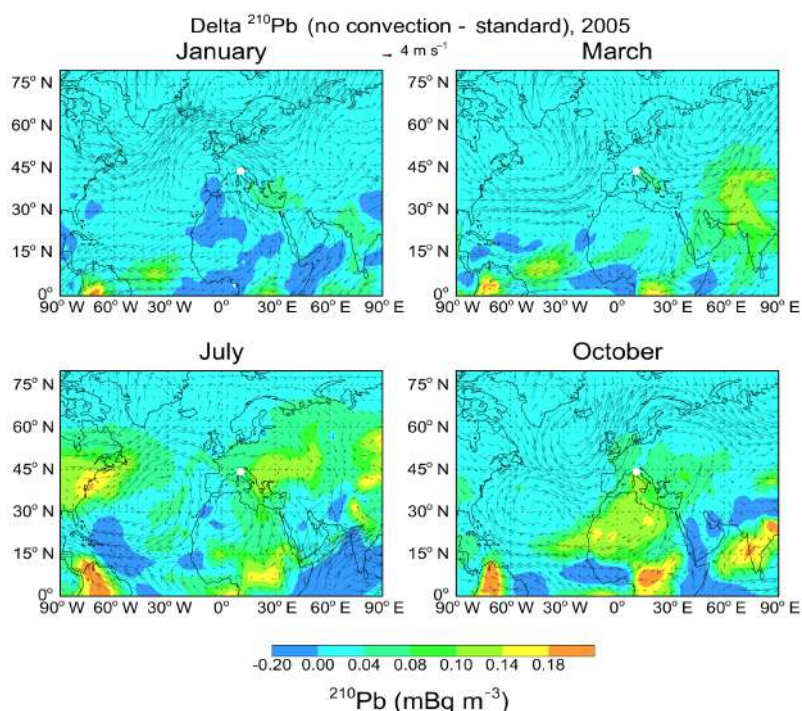 Delta ²¹⁰Pb (no convection - standard), 2005
January → 4 m s⁻¹ March
75° N 75° N
60° N 60° N
45° N 45° N
30° N 30° N
15° N 15° N
0° 0°
90° W 60° W 30° W 0° 30° E 60° E 90° E 90° W 60° W 30° W 0° 30° E 60° E 90° E
July October
75° N 75° N
60° N 60° N
45° N 45° N
30° N 30° N
15° N 15° N
0° 0°
90° W 60° W 30° W 0° 30° E 60° E 90° E 90° W 60° W 30° W 0° 30° E 60° E 90° E
-0.20 0.00 0.04 0.08 0.10 0.14 0.18
²¹⁰Pb (mBq m⁻³)